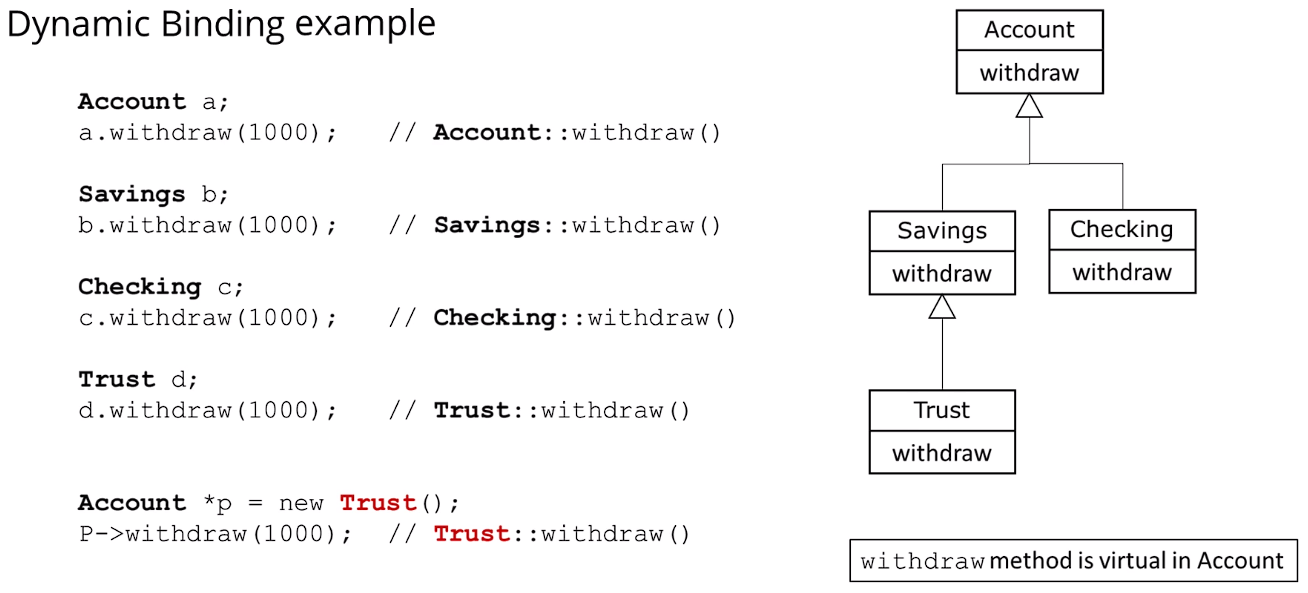 Dynamic Binding example
Account a;
a.withdraw(1000);   // Account::withdraw()
Savings b;
b.withdraw(1000);   // Savings::withdraw()
Checking c;
c.withdraw(1000);   // Checking::withdraw()
Trust d;
d.withdraw(1000);   // Trust::withdraw()
Account *p = new Trust();
P->withdraw(1000);  // Trust::withdraw()
Account
withdraw
Savings
withdraw
Checking
withdraw
Trust
withdraw
withdraw method is virtual in Account